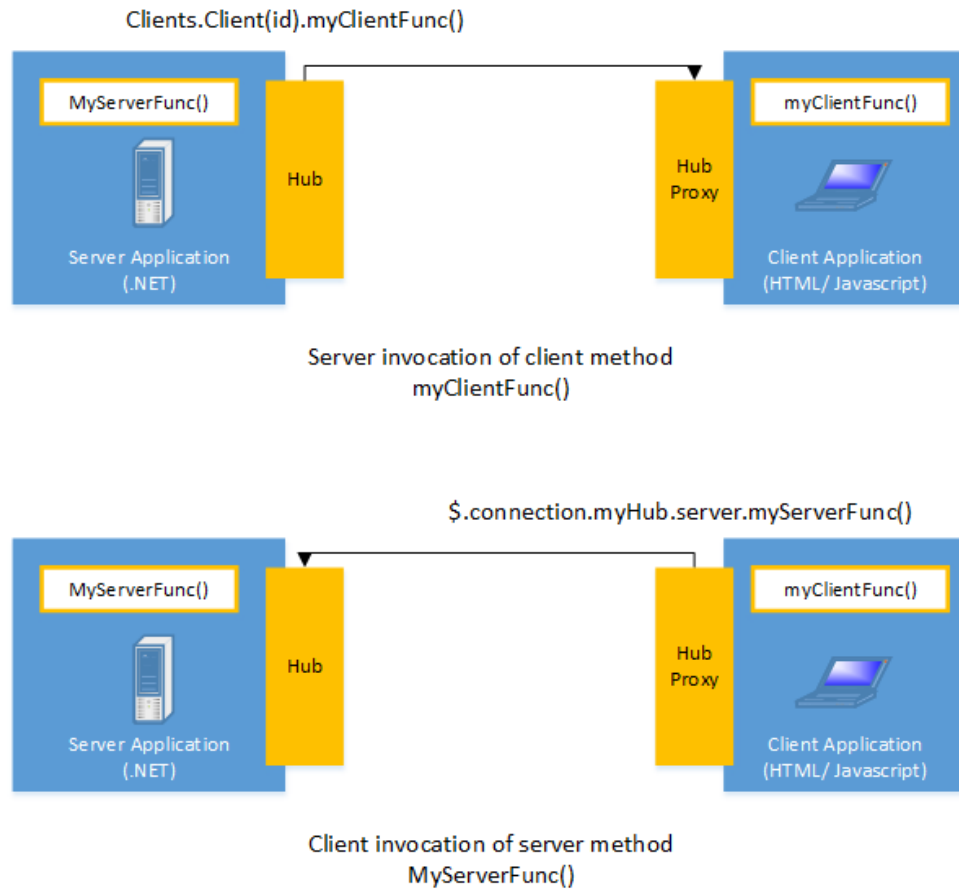 Clients.Client(id).myClientFunc()
MyServerFunc()
Hub
Server Application
(.NET)
Hub
Proxy
myClientFunc()
Client Application
(HTML/ Javascript)
Server invocation of client method
myClientFunc()
$.connection.myHub.server.myServerFunc()
MyServerFunc()
Hub
Server Application
(.NET)
Hub
Proxy
myClientFunc()
Client Application
(HTML/ Javascript)
Client invocation of server method
MyServerFunc()